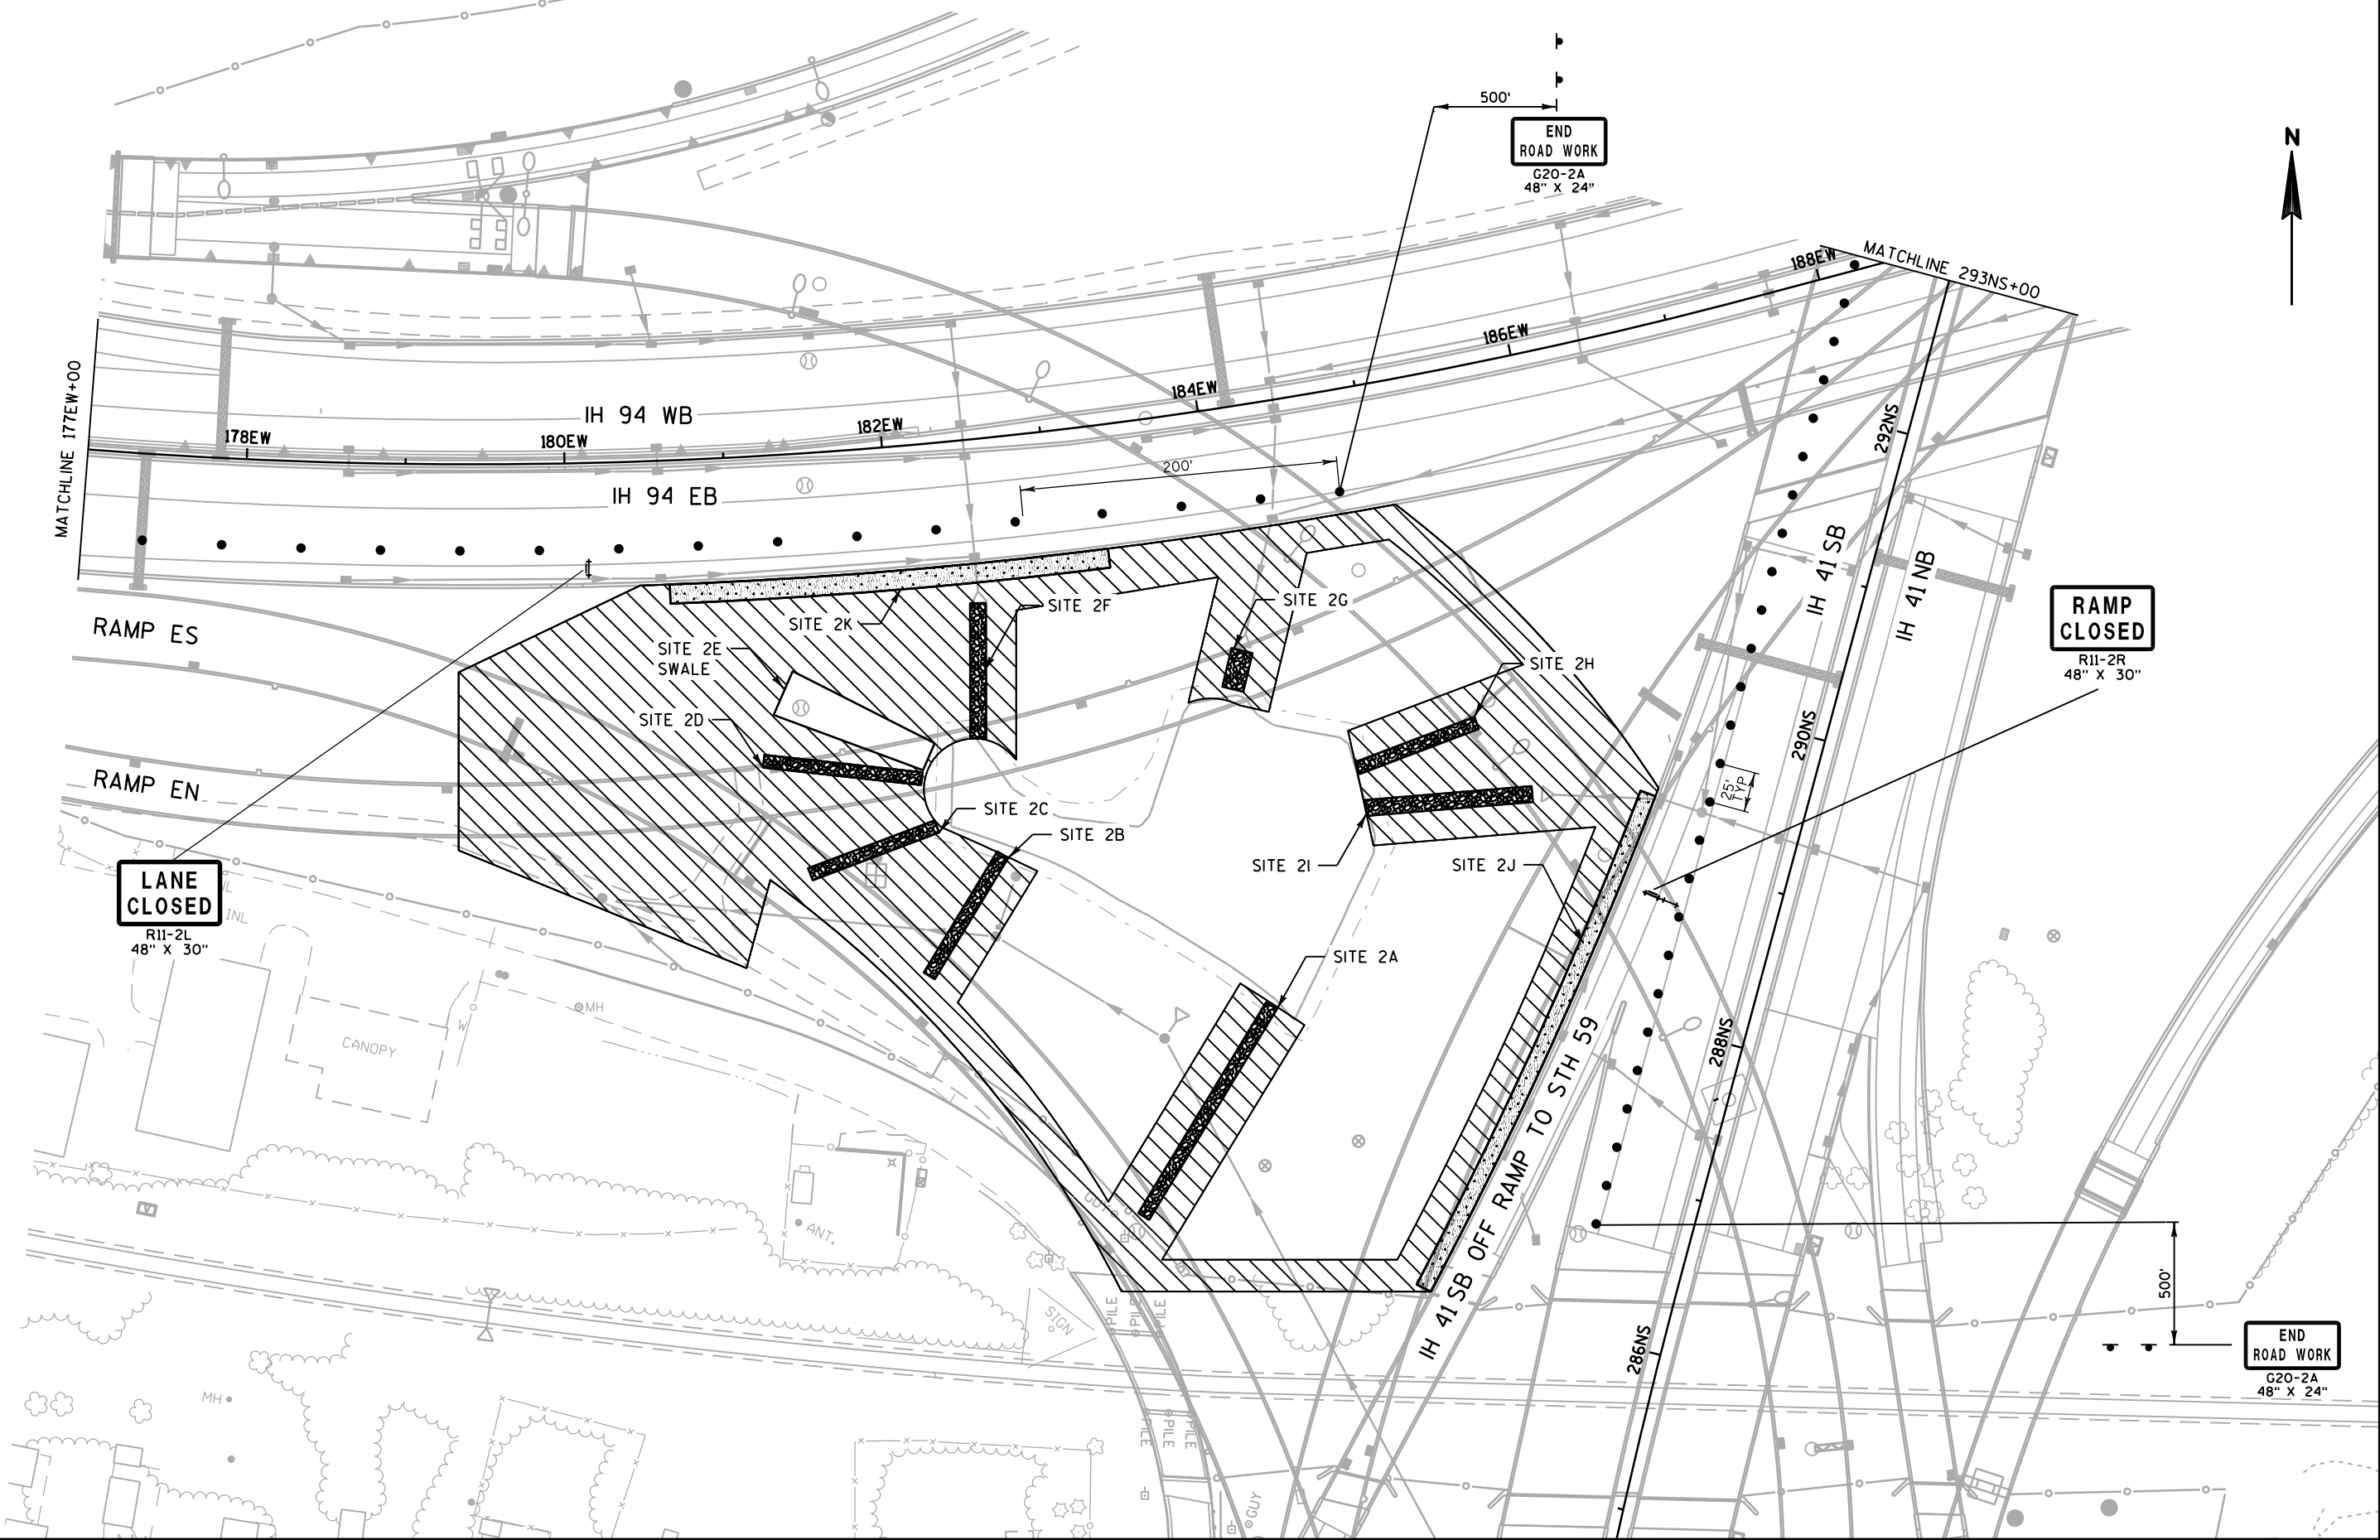 500'
END
ROAD WORK
G20-2A
48" X 24"
N
MATCHLINE 293NS+00
188EW
186EW
184EW
182EW
180EW
178EW
MATCHLINE 177EW+00
IH 94 WB
IH 94 EB
200'
292NS
IH 41 SB
IH 41 NB
RAMP
CLOSED
R11-2R
48" X 30"
RAMP ES
SITE 2K
SITE 2F
SITE 2G
SITE 2E
SWALE
SITE 2H
SITE 2D
290NS
25'
TYP
RAMP EN
SITE 2C
SITE 2B
SITE 2I
SITE 2J
LANE
CLOSED
R11-2L
48" X 30"
INL
SITE 2A
MH
W
CANOPY
288NS
IH 41 SB OFF RAMP TO STH 59
ANT.
SIGN
PILE
PILE
PILE
500'
END
ROAD WORK
G20-2A
48" X 24"
286NS
MH
PILE
PILE
PILE
GUY